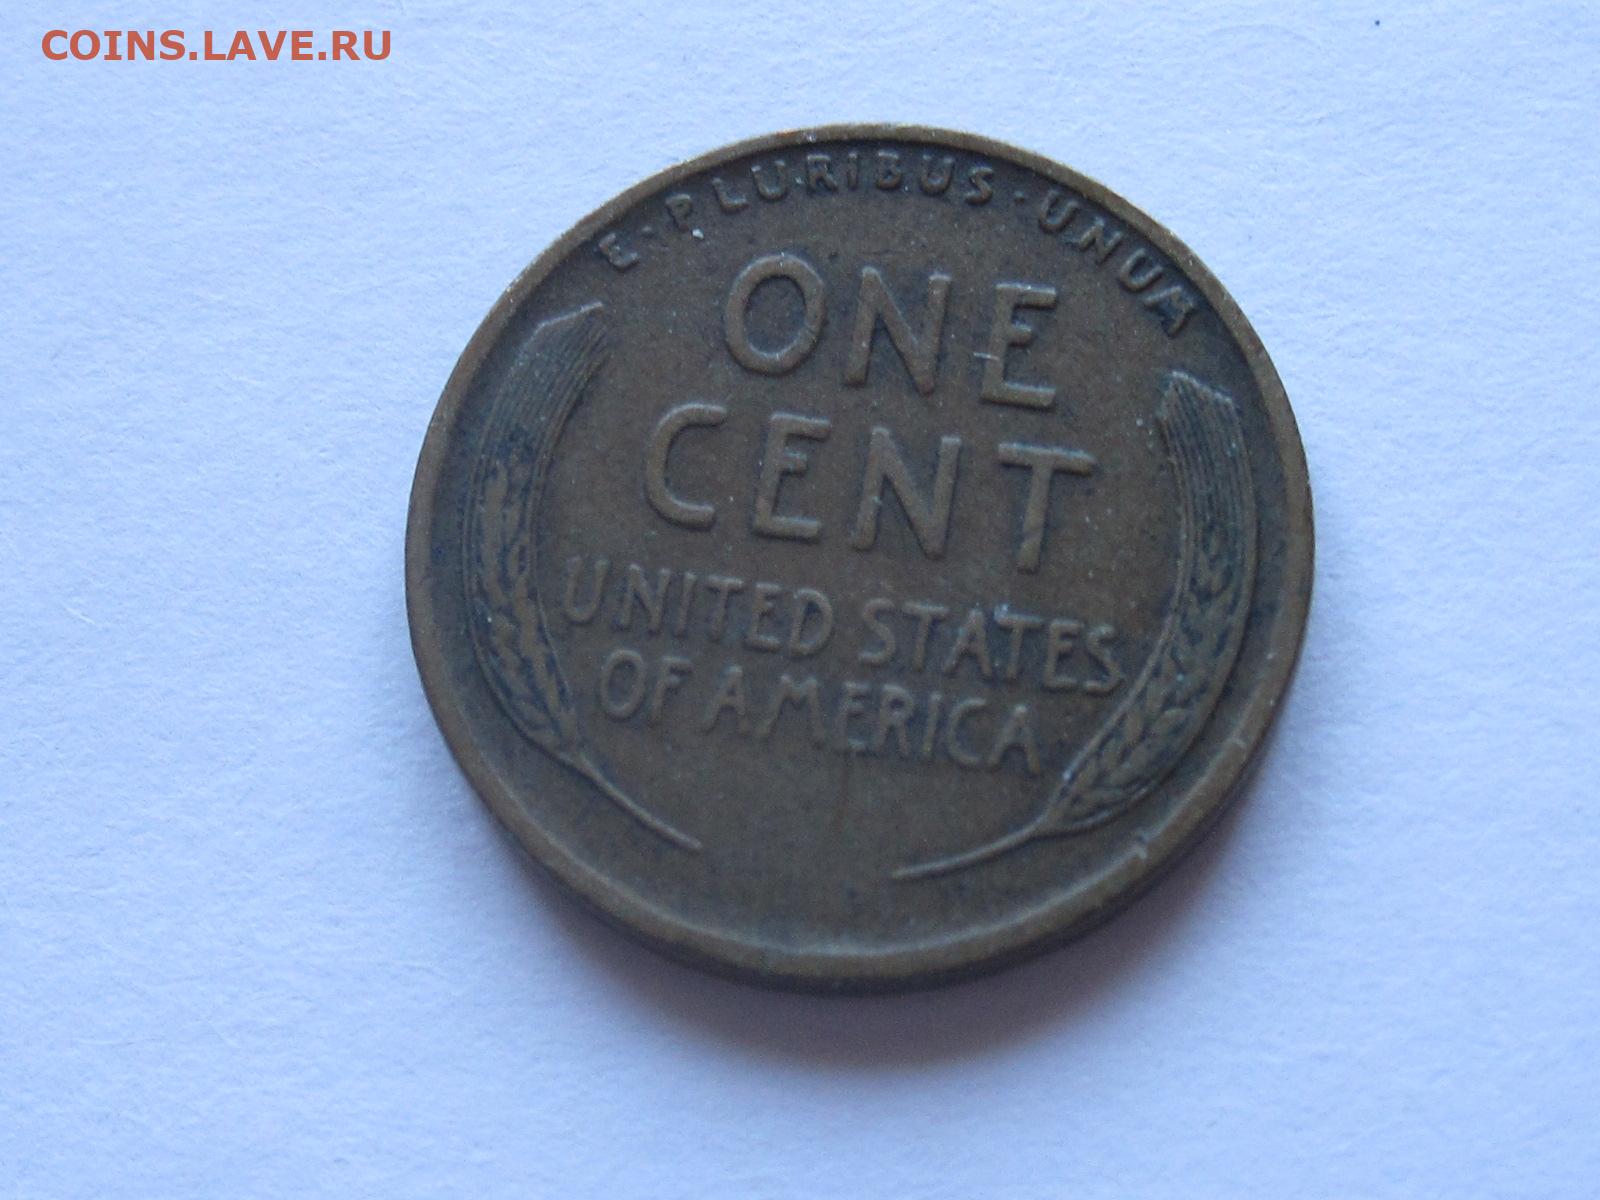 COINS.LAVE.RU
E·PLURIBUS·UNUM
ONE
CENT
UNITED STATES
OF AMERICA